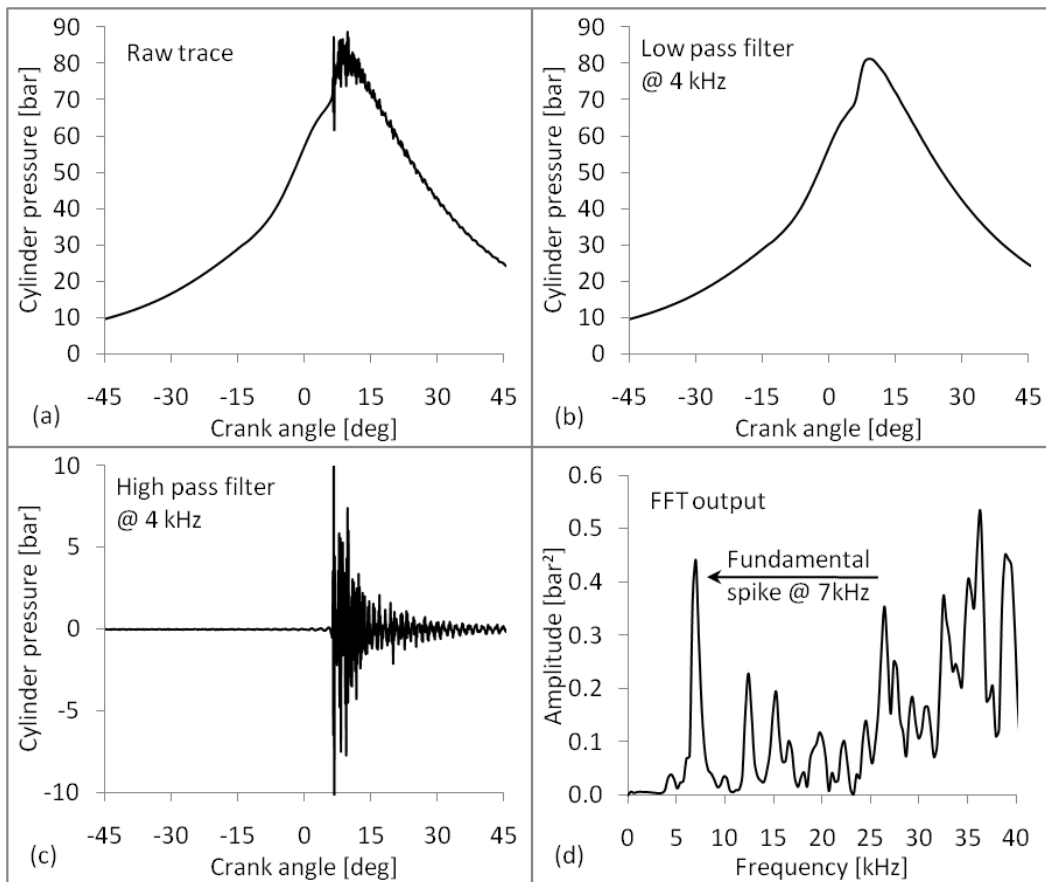 Raw trace
Cylinder pressure [bar]
90
80
70
60
50
40
30
20
10
0
-45 -30 -15 0 15 30 45
Crank angle [deg]
(a)
Low pass filter
@ 4 kHz
Cylinder pressure [bar]
90
80
70
60
50
40
30
20
10
0
-45 -30 -15 0 15 30 45
Crank angle [deg]
(b)
High pass filter
@ 4 kHz
Cylinder pressure [bar]
10
5
0
-5
-10
-45 -30 -15 0 15 30 45
Crank angle [deg]
(c)
FFT output
Fundamental
spike @ 7kHz
Amplitude [bar²]
0.6
0.5
0.4
0.3
0.2
0.1
0.0
0 5 10 15 20 25 30 35 40
Frequency [kHz]
(d)